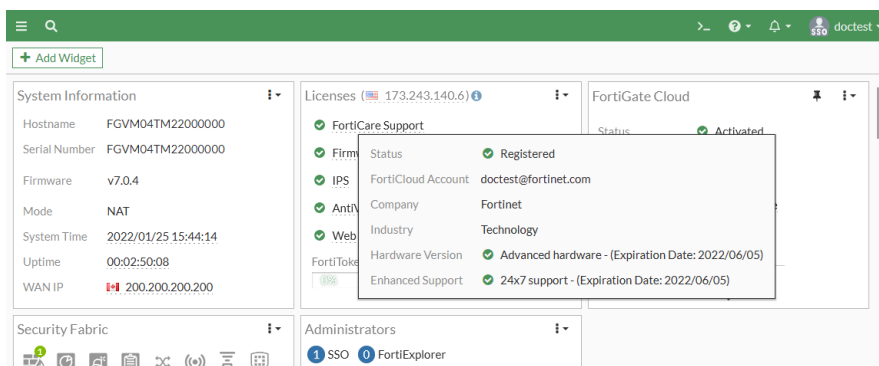 >_
?
SSO
doctest
+ Add Widget
System Information
Hostname FGVM04TM22000000
Serial Number FGVM04TM22000000
Firmware v7.0.4
Mode NAT
System Time 2022/01/25 15:44:14
Uptime 00:02:50:08
WAN IP 200.200.200.200
Licenses ( 173.243.140.6)
FortiCare Support
IPS
Web
FortiGate Cloud
Status Activated
Status Registered
FortiCloud Account doctest@fortinet.com
Company Fortinet
Industry Technology
Hardware Version Advanced hardware - (Expiration Date: 2022/06/05)
Enhanced Support 24x7 support - (Expiration Date: 2022/06/05)
Security Fabric
1
Administrators
1 SSO 0 FortiExplorer